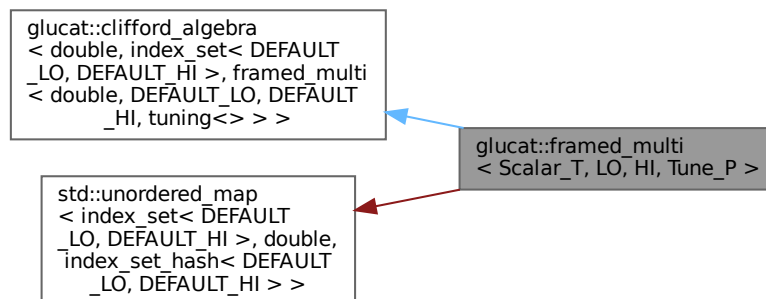 glucat::clifford_algebra
< double, index_set< DEFAULT
_LO, DEFAULT_HI >, framed_multi
< double, DEFAULT_LO, DEFAULT
_HI, tuning<> > >
glucat::framed_multi
< Scalar_T, LO, HI, Tune_P >
std::unordered_map
< index_set< DEFAULT
_LO, DEFAULT_HI >, double,
index_set_hash< DEFAULT
_LO, DEFAULT_HI > >